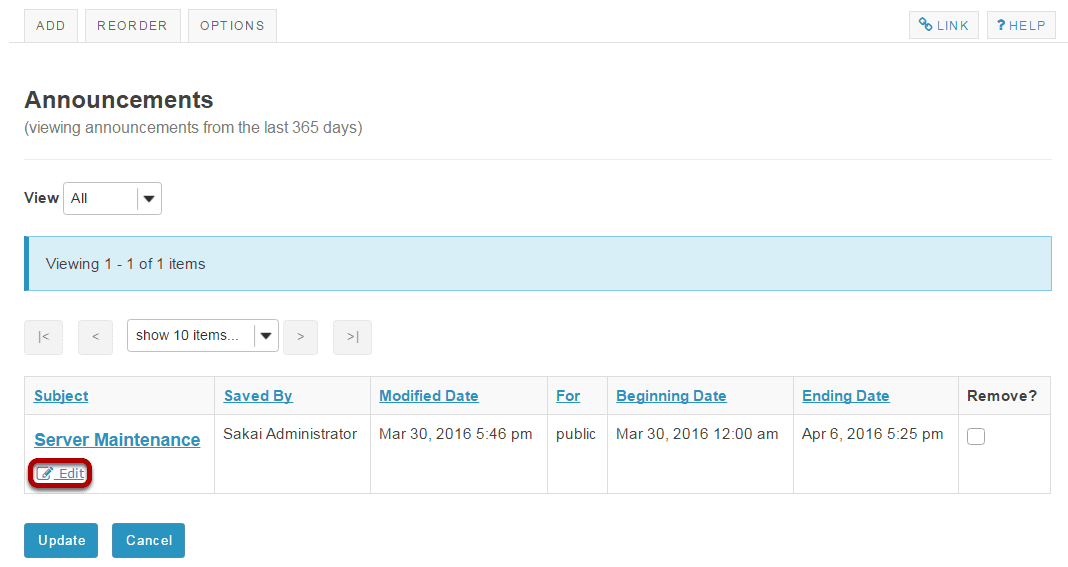 ADD REORDER OPTIONS LINK ? HELP
Announcements
(viewing announcements from the last 365 days)
View All
Viewing 1 - 1 of 1 items
|< < show 10 items... > >|
Subject Saved By Modified Date For Beginning Date Ending Date Remove?
Server Maintenance Sakai Administrator Mar 30, 2016 5:46 pm public Mar 30, 2016 12:00 am Apr 6, 2016 5:25 pm
Edit
Update Cancel